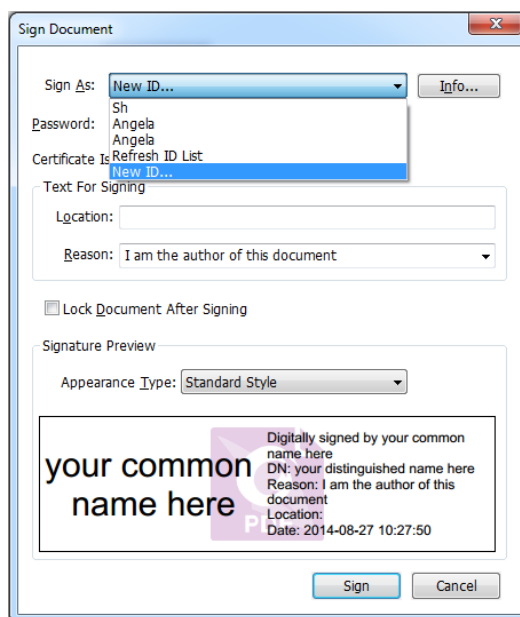 Sign Document
Sign As: New ID... Info...
Sh
Password: Angela
Angela
Certificate Is Refresh ID List
New ID...
Text For Signing
Location:
Reason: I am the author of this document
Lock Document After Signing
Signature Preview
Appearance Type: Standard Style
your common
name here
Digitally signed by your common
name here
DN: your distinguished name here
Reason: I am the author of this
document
Location:
Date: 2014-08-27 10:27:50
PDF
Sign Cancel